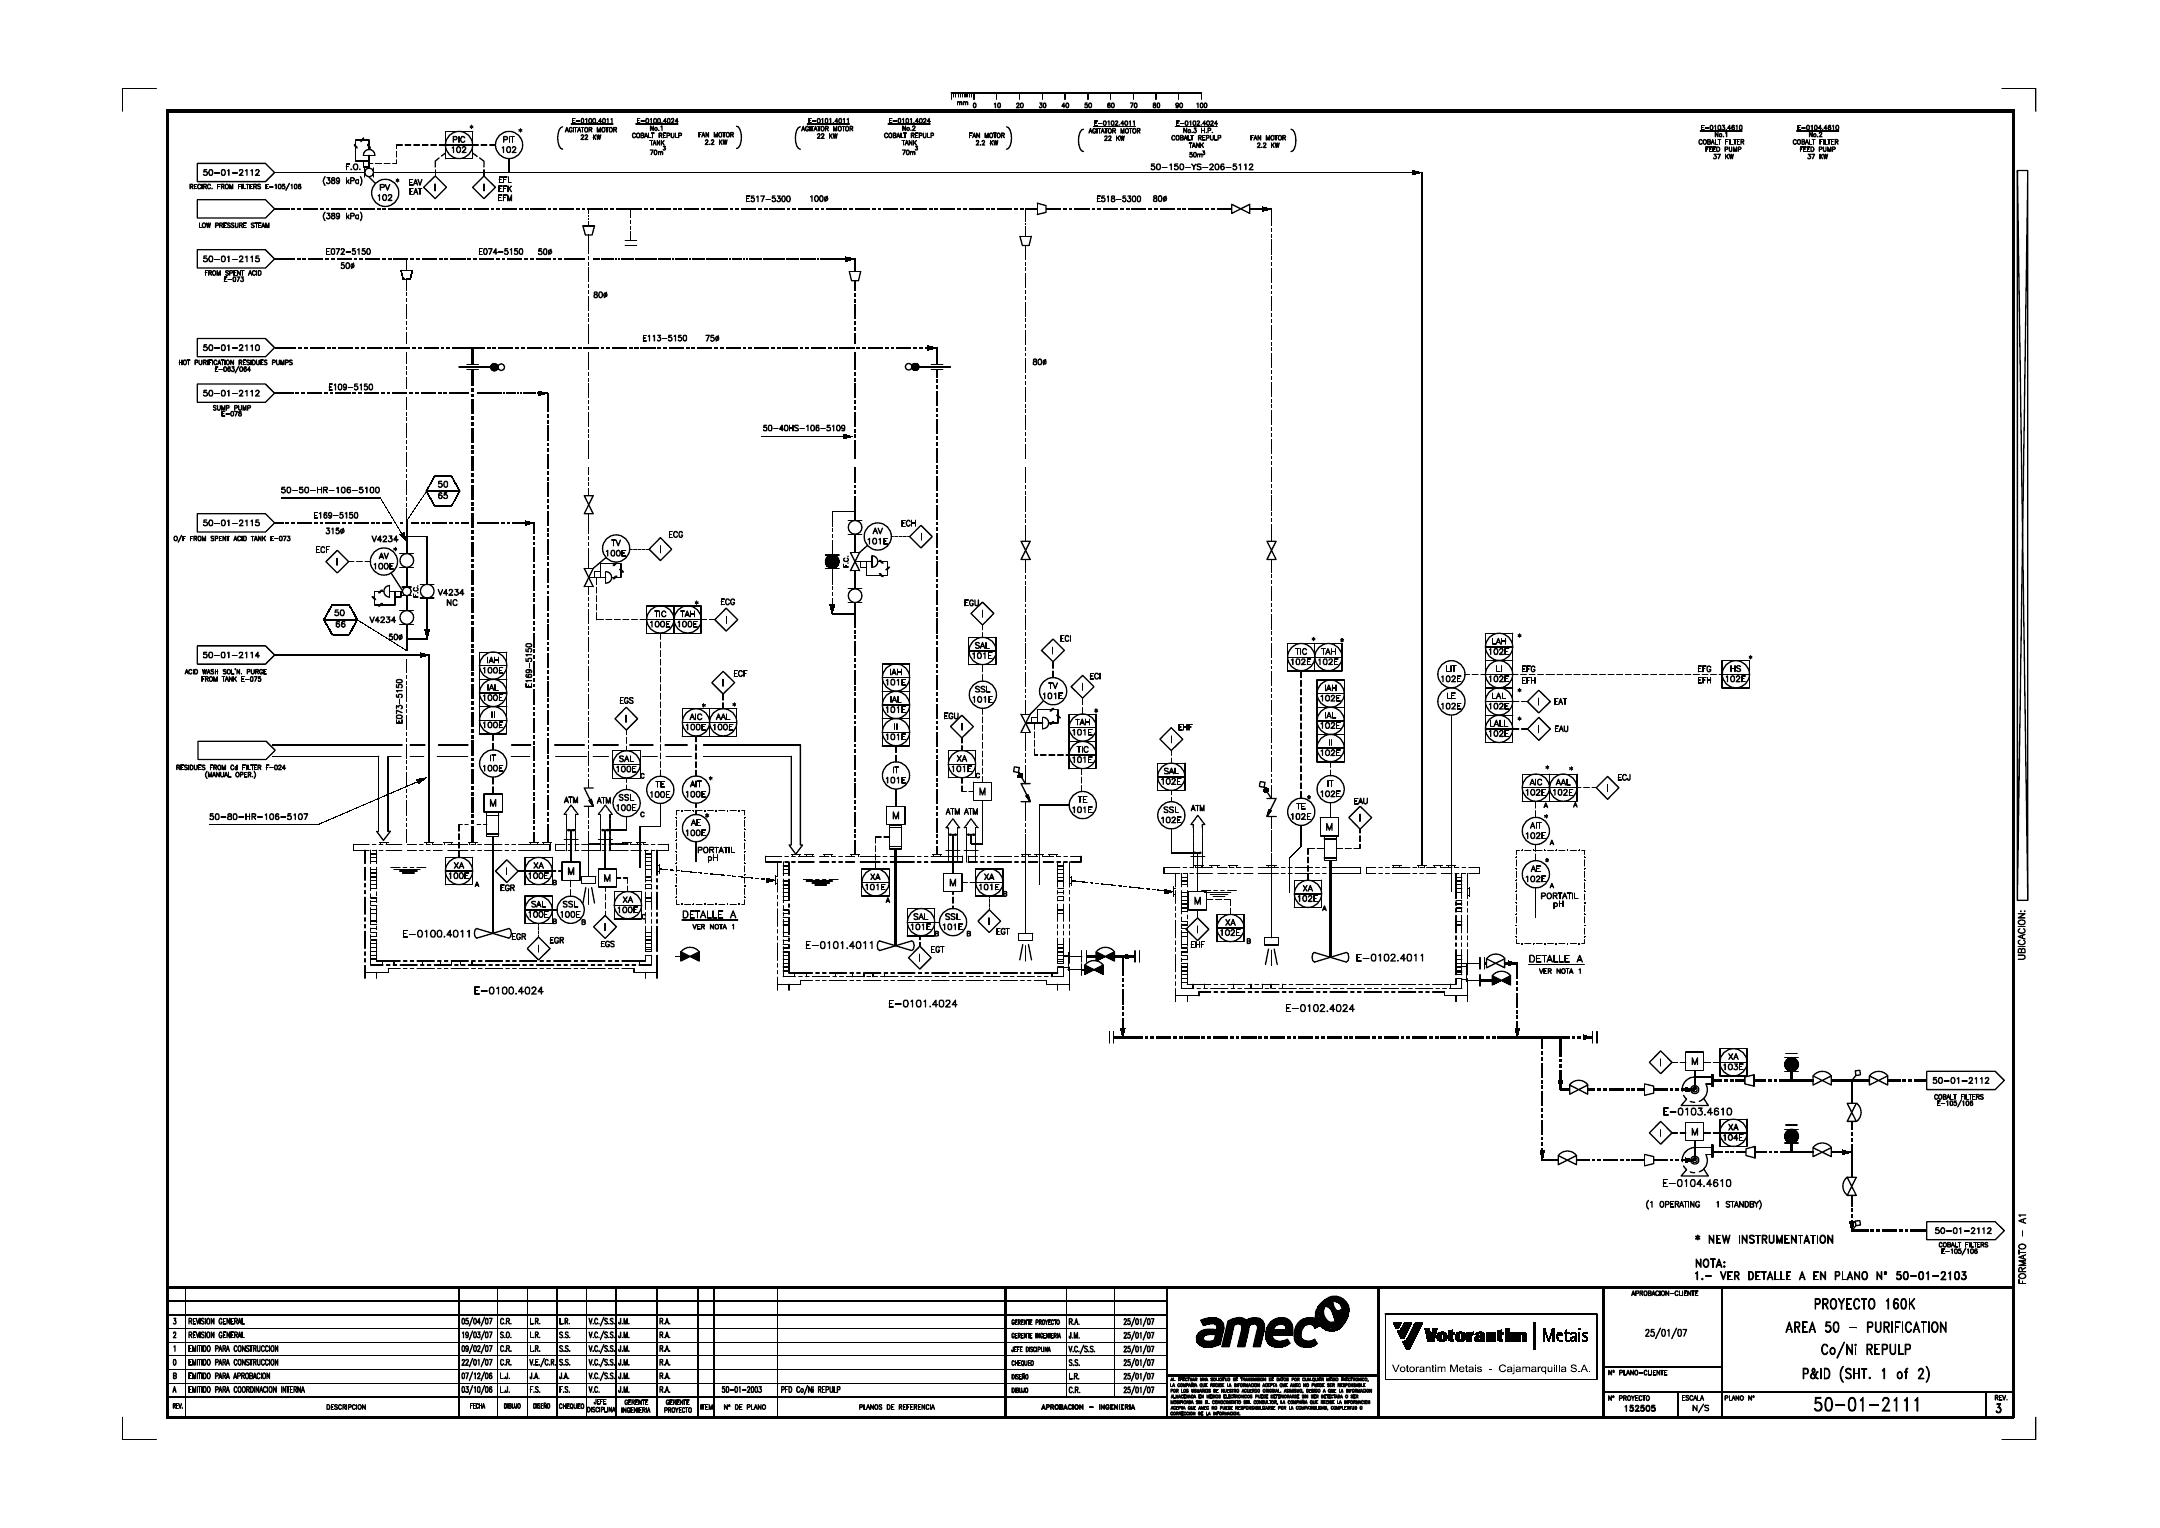 mm 0 10 20 30 40 50 60 70 80 90 100
E-0100.4011
AGITATOR MOTOR
22 KW
E-0100.4024
No.1
COBALT REPULP
TANK
70m3
FAN MOTOR
2.2 KW
E-0101.4011
AGITATOR MOTOR
22 KW
E-0101.4024
No.2
COBALT REPULP
TANK
70m3
FAN MOTOR
2.2 KW
E-0102.4011
AGITATOR MOTOR
22 KW
E-0102.4024
No.3 H.P.
COBALT REPULP
TANK
50m3
FAN MOTOR
2.2 KW
E-0103.4610
No.1
COBALT FILTER
FEED PUMP
37 KW
E-0104.4610
No.2
COBALT FILTER
FEED PUMP
37 KW
PIC
102
*
PIT
102
*
F.O.
50-01-2112
RECIRC. FROM FILTERS E-105/106
(389 kPa)
PV
102
*
EAV
EAT
I
I
EFL
EFK
EFM
50-150-YS-206-5112
LOW PRESSURE STEAM
(389 kPa)
E517-5300 100ø
E518-5300 80ø
50-01-2115
FROM SPENT ACID
E-073
E072-5150
50ø
E074-5150 50ø
80ø
50-01-2110
HOT PURIFICATION RESIDUES PUMPS
E-063/064
E113-5150 75ø
80ø
50-01-2112
SUMP PUMP
E-078
E109-5150
50-40HS-106-5109
50-50-HR-106-5100
50
65
50-01-2115
O/F FROM SPENT ACID TANK E-073
E169-5150
315ø
V4234
ECF
I
AV
100E
*
F.C.
V4234
NC
50
66
V4234
50ø
TV
100E
I
ECG
TIC
100E
TAH
100E
*
ECG
I
AV
101E
*
ECH
I
F.C.
50-01-2114
ACID WASH SOL'N. PURGE
FROM TANK E-075
E073-5150
E169-5150
RESIDUES FROM Cd FILTER F-024
(MANUAL OPER.)
50-80-HR-106-5107
IAH
100E
IAL
100E
II
100E
IT
100E
M
ATM
ATM
EGS
I
SAL
100E
C
SSL
100E
C
TE
100E
ECF
I
AIC
100E
*
AAL
100E
*
AIT
100E
*
AE
100E
*
PORTATIL
pH
DETALLE A
VER NOTA 1
XA
100E
A
I
EGR
XA
100E
B
M
M
SAL
100E
B
SSL
100E
B
XA
100E
C
I
EGR
I
EGS
E-0100.4011
EGR
E-0100.4024
IAH
101E
IAL
101E
II
101E
IT
101E
M
EGU
I
SAL
101E
SSL
101E
EGU
I
XA
101E
C
M
ATM
ATM
ECI
I
TV
101E
ECI
I
TAH
101E
*
TIC
101E
TE
101E
XA
101E
A
M
XA
101E
B
SAL
101E
B
SSL
101E
B
I
EGT
I
EGT
E-0101.4011
E-0101.4024
TIC
102E
*
TAH
102E
*
IAH
102E
IAL
102E
II
102E
IT
102E
TE
102E
*
M
EAU
I
EHF
I
SAL
102E
SSL
102E
ATM
M
I
EHF
XA
102E
B
XA
102E
A
E-0102.4011
E-0102.4024
LIT
102E
LE
102E
LAH
102E
*
LI
102E
LAL
102E
*
LALL
102E
*
EFG
EFH
EFG
EFH
HS
102E
*
I
EAT
I
EAU
AIC
102E
*
A
AAL
102E
*
A
I
ECJ
AIT
102E
*
A
AE
102E
*
A
PORTATIL
pH
DETALLE A
VER NOTA 1
I
M
XA
103E
E-0103.4610
50-01-2112
COBALT FILTERS
E-105/106
I
M
XA
104E
E-0104.4610
(1 OPERATING 1 STANDBY)
50-01-2112
COBALT FILTERS
E-105/106
* NEW INSTRUMENTATION
NOTA:
1.- VER DETALLE A EN PLANO N° 50-01-2103
UBICACION:
FORMATO - A1
3 REVISION GENERAL 05/04/07 C.R. L.R. L.R. V.C./S.S. J.M. R.A.
2 REVISION GENERAL 19/03/07 S.O. L.R. S.S. V.C./S.S. J.M. R.A.
1 EMITIDO PARA CONSTRUCCION 09/02/07 C.R. L.R. S.S. V.C./S.S. J.M. R.A.
0 EMITIDO PARA CONSTRUCCION 22/01/07 C.R. V.E./C.R. S.S. V.C./S.S. J.M. R.A.
B EMITIDO PARA APROBACION 07/12/06 L.J. J.A. J.A. V.C./S.S. J.M. R.A.
A EMITIDO PARA COORDINACION INTERNA 03/10/06 L.J. F.S. F.S. V.C. J.M. R.A.
REV. DESCRIPCION FECHA DIBUJO DISEÑO CHEQUEO JEFE DISCIPLINA GERENTE INGENIERIA GERENTE PROYECTO ITEM
50-01-2003 PFD Co/Ni REPULP
N° DE PLANO PLANOS DE REFERENCIA
GERENTE PROYECTO R.A. 25/01/07
GERENTE INGENIERIA J.M. 25/01/07
JEFE DISCIPLINA V.C./S.S. 25/01/07
CHEQUEO S.S. 25/01/07
DISEÑO L.R. 25/01/07
DIBUJO C.R. 25/01/07
APROBACION - INGENIERIA
amec
Votorantim | Metais
Votorantim Metais - Cajamarquilla S.A.
APROBACION-CLIENTE
25/01/07
N° PLANO-CLIENTE
N° PROYECTO
152505
ESCALA
N/S
PROYECTO 160K
AREA 50 - PURIFICATION
Co/Ni REPULP
P&ID (SHT. 1 of 2)
PLANO N°
50-01-2111
REV.
3